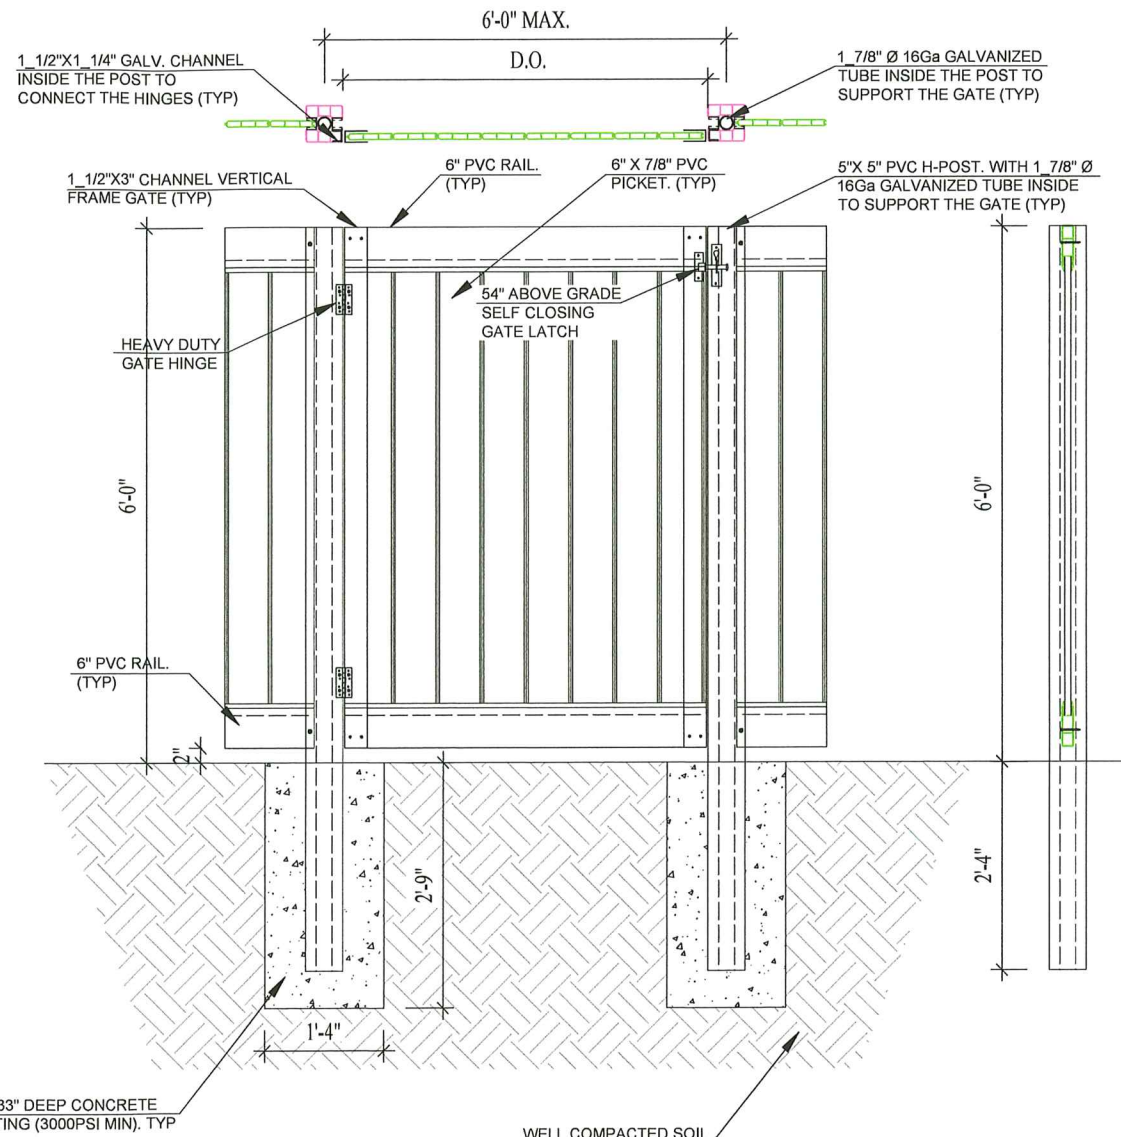 6'-0" MAX.
D.O.
1_1/2"X1_1/4" GALV. CHANNEL
INSIDE THE POST TO
CONNECT THE HINGES (TYP)
1_7/8" Ø 16Ga GALVANIZED
TUBE INSIDE THE POST TO
SUPPORT THE GATE (TYP)
1_1/2"X3" CHANNEL VERTICAL
FRAME GATE (TYP)
6" PVC RAIL.
(TYP)
6" X 7/8" PVC
PICKET. (TYP)
5"X 5" PVC H-POST. WITH 1_7/8" Ø
16Ga GALVANIZED TUBE INSIDE
TO SUPPORT THE GATE (TYP)
54" ABOVE GRADE
SELF CLOSING
GATE LATCH
HEAVY DUTY
GATE HINGE
6'-0"
6'-0"
6" PVC RAIL.
(TYP)
2"
2'-9"
2'-4"
1'-4"
33" DEEP CONCRETE
TING (3000PSI MIN). TYP
WELL COMPACTED SOIL